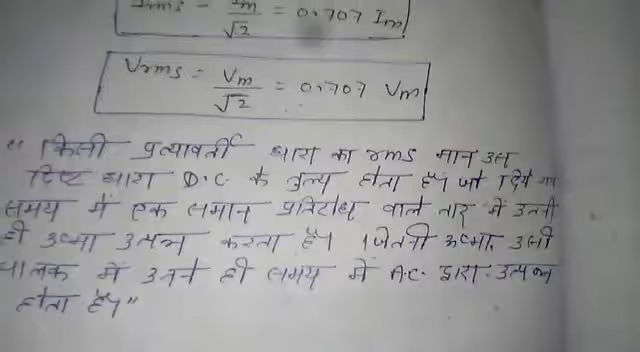 Irms = Im/√2 = 0.707 Im
Vrms = Vm/√2 = 0.707 Vm
"किसी प्रत्यावर्ती धारा का rms मान उस
दिष्ट धारा D.C. के तुल्य होता है। जो दिये गए
समय में एक समान प्रतिरोध वाले तार में उतनी
ही उष्मा उत्पन्न करता है। जितनी ऊष्मा, उसी
चालक में उतने ही समय में A.C. द्वारा उत्पन्न
होता है।"